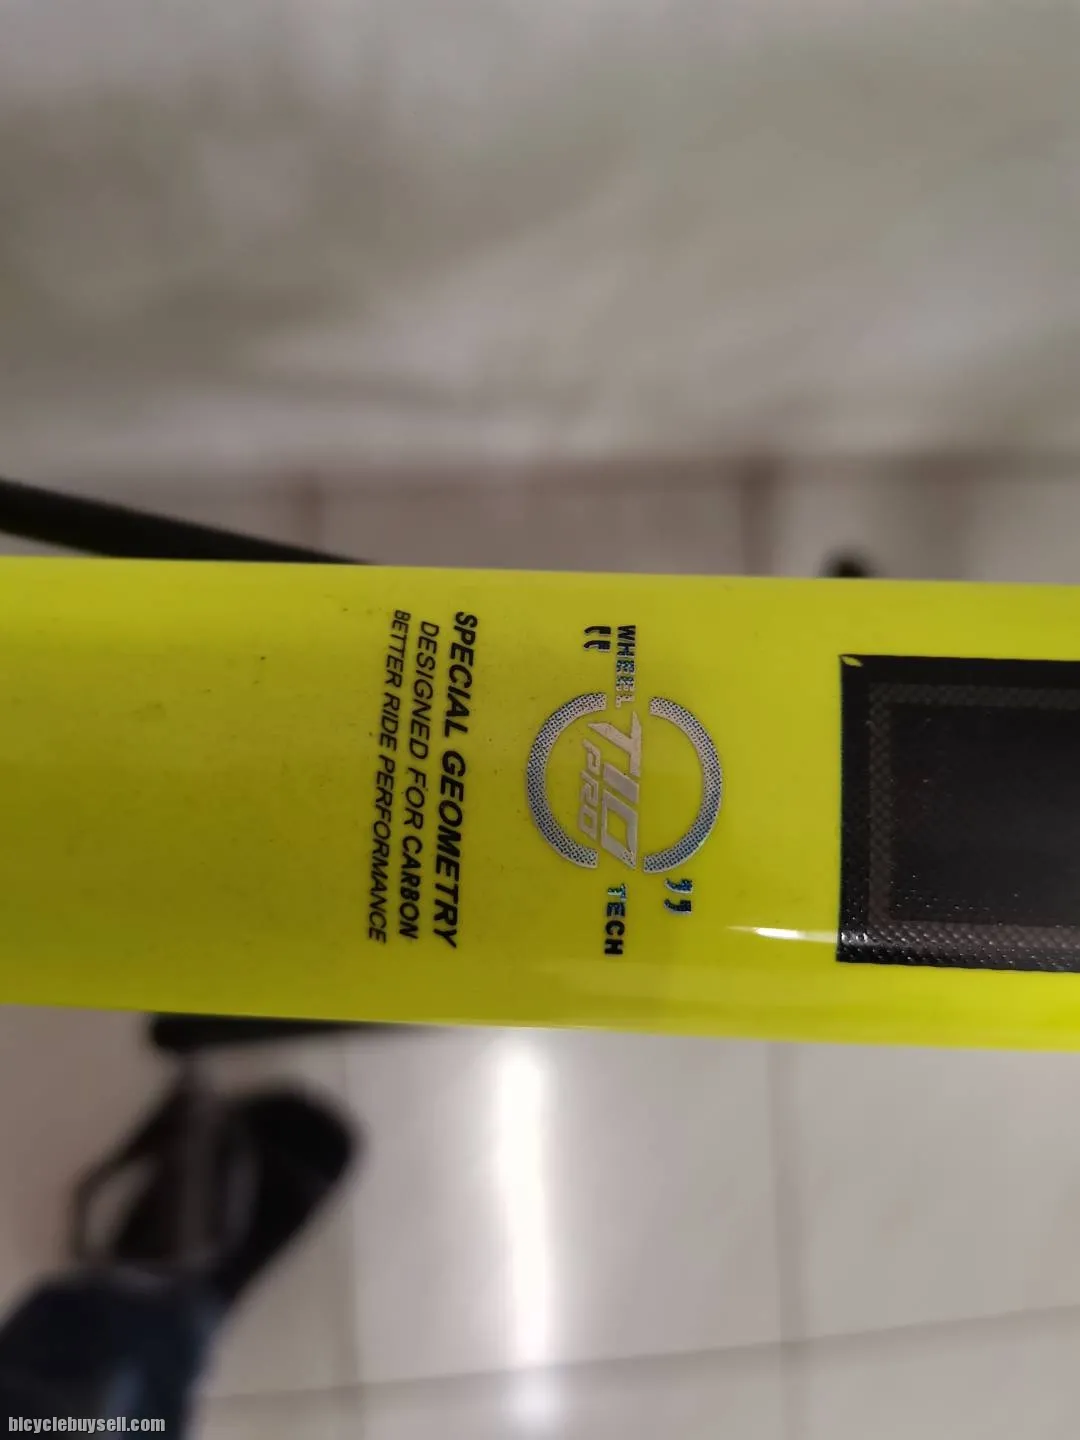 WHEEL
T10
PRO
TECH
SPECIAL GEOMETRY
DESIGNED FOR CARBON
BETTER RIDE PERFORMANCE
bicyclebuysell.com